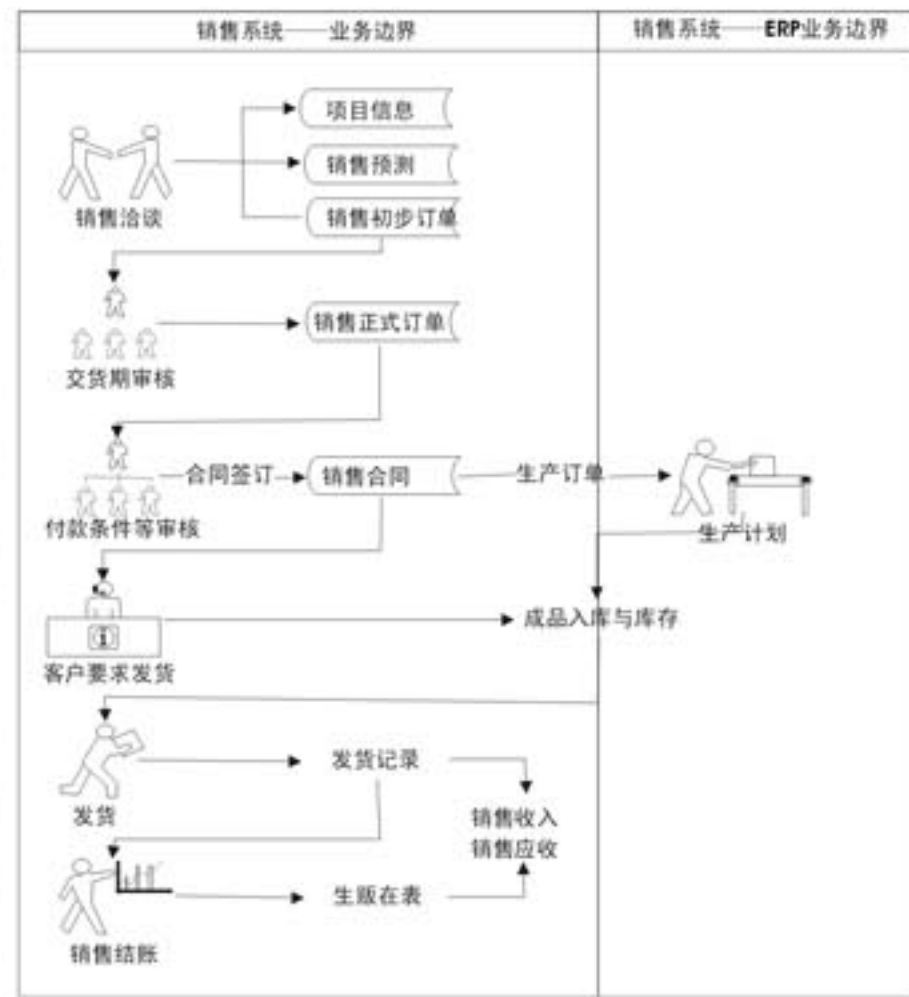 销售系统——业务边界
销售系统——ERP业务边界
项目信息
销售预测
销售初步订单
销售洽谈
销售正式订单
交货期审核
合同签订
销售合同
生产订单
付款条件等审核
生产计划
成品入库与库存
客户要求发货
发货记录
发货
销售收入
销售应收
生贩在表
销售结账